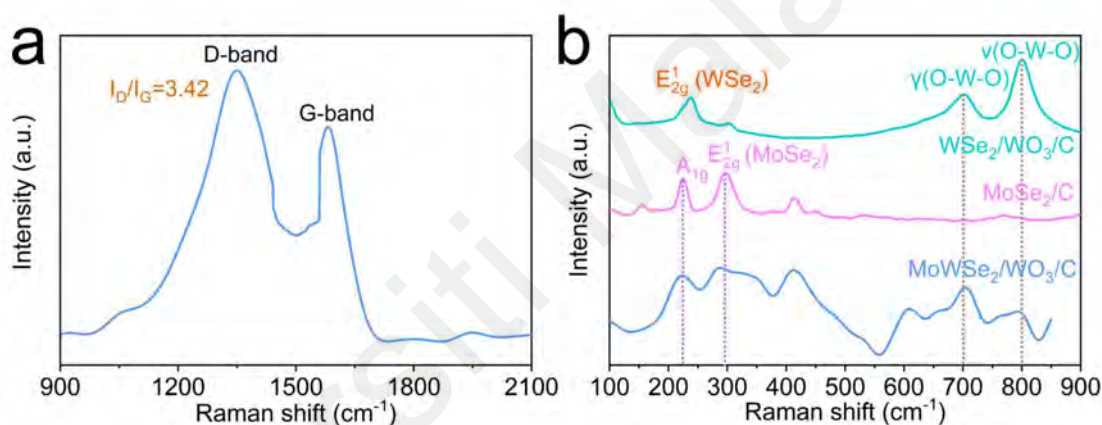 a
D-band
I_D/I_G=3.42
G-band
Intensity (a.u.)
900 1200 1500 1800 2100
Raman shift (cm⁻¹)
b
ν(O-W-O)
E¹₂g (WSe₂)
γ(O-W-O)
WSe₂/WO₃/C
A₁g
E¹₂g (MoSe₂)
MoSe₂/C
MoWSe₂/WO₃/C
Intensity (a.u.)
100 200 300 400 500 600 700 800 900
Raman shift (cm⁻¹)
siti Mala